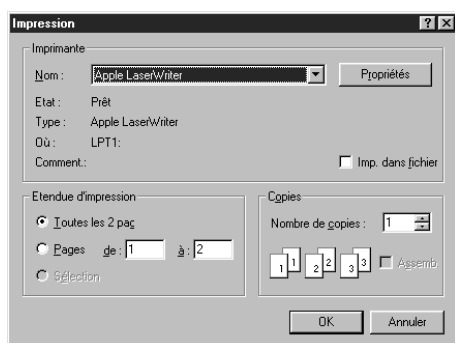 Impression
Imprimante
Nom : Apple LaserWriter Propriétés
Etat : Prêt
Type : Apple LaserWriter
Où : LPT1:
Comment.: Imp. dans fichier
Etendue d'impression
Toutes les 2 pag
Pages de : 1 à : 2
Sélection
Copies
Nombre de copies : 1
1 1 2 2 3 3 Assemb.
OK Annuler